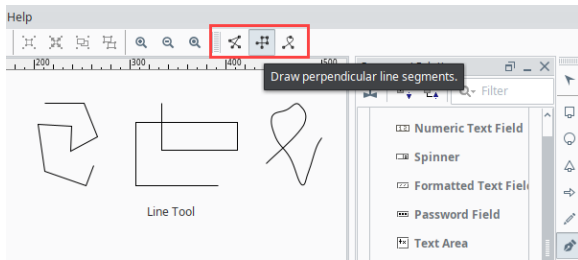 Help
200
300
400
500
Draw perpendicular line segments.
Filter
Numeric Text Field
Spinner
Formatted Text Fiel
Password Field
Text Area
Line Tool